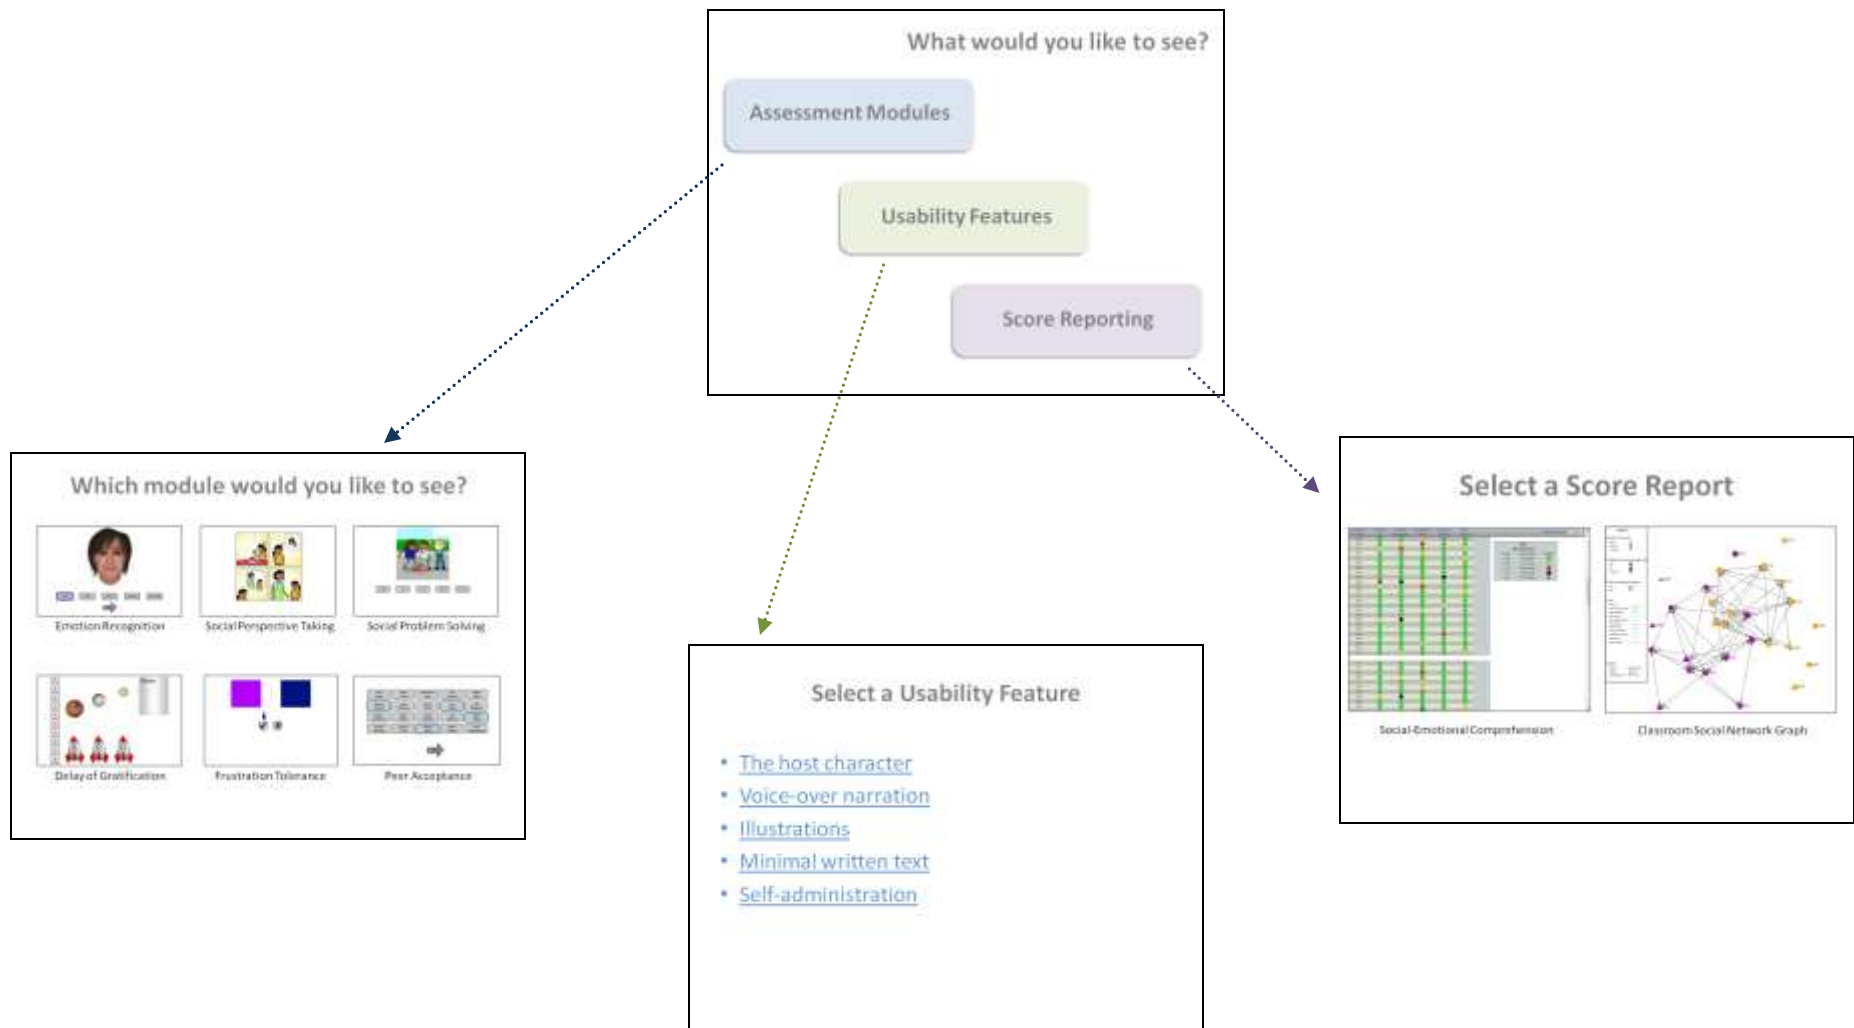 What would you like to see?
Assessment Modules
Usability Features
Score Reporting
Which module would you like to see?
Emotion Recognition
Social Perspective Taking
Social Problem Solving
Delay of Gratification
Frustration Tolerance
Peer Acceptance
Select a Usability Feature
• The host character
• Voice-over narration
• Illustrations
• Minimal written text
• Self-administration
Select a Score Report
Social-Emotional Comprehension
Classroom Social Network Graph